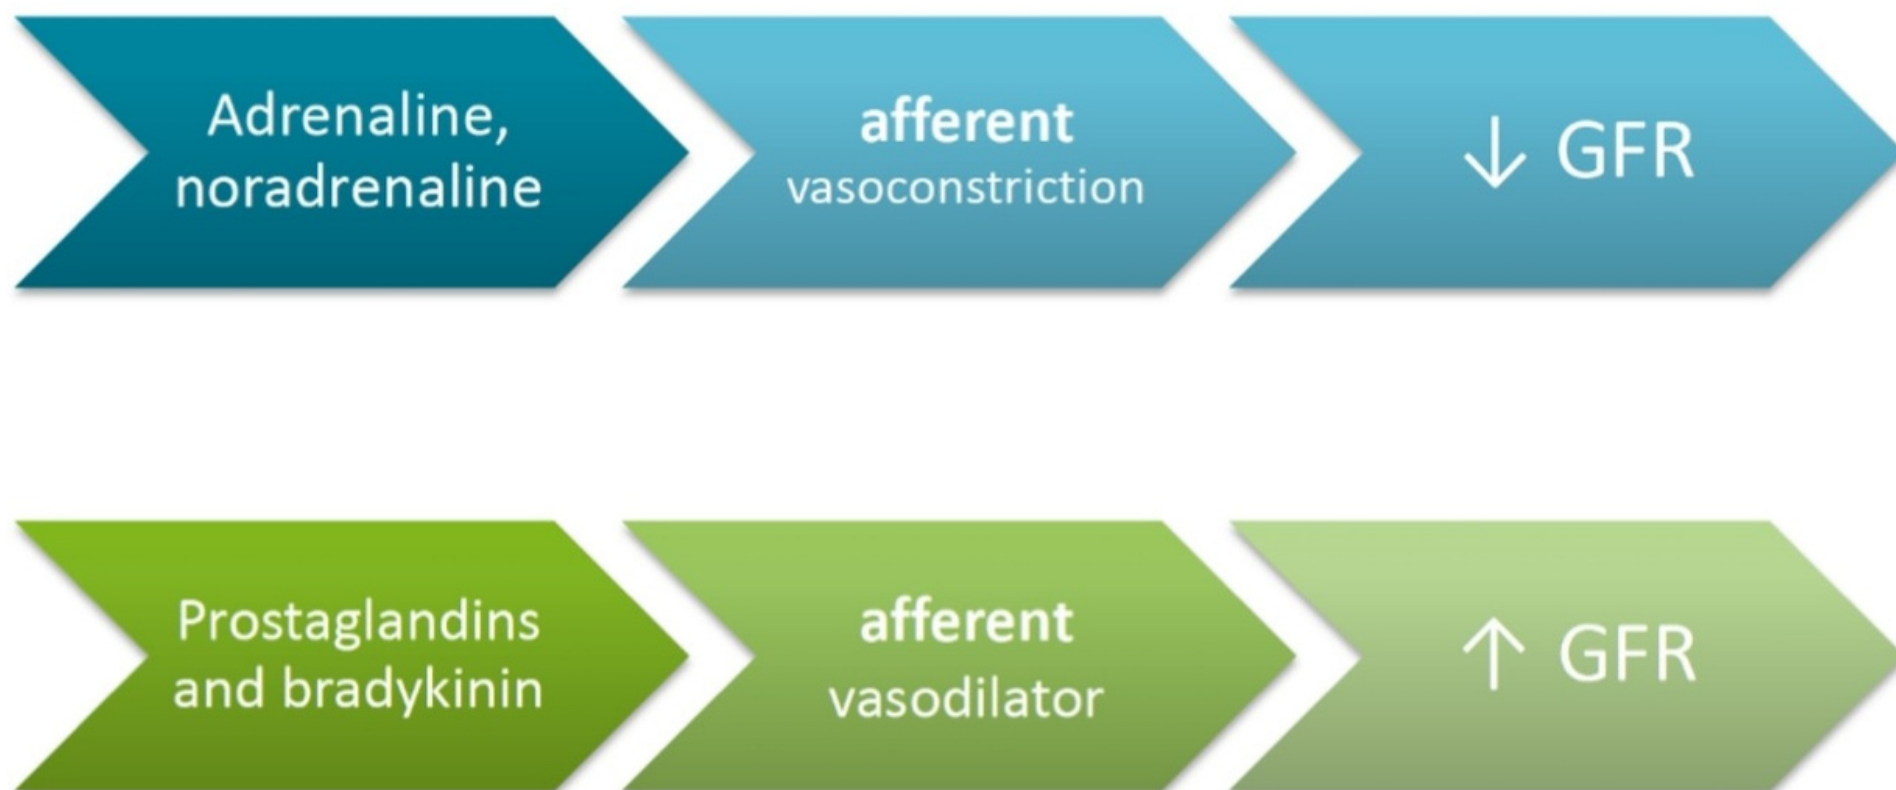 Adrenaline,
noradrenaline
afferent
vasoconstriction
↓ GFR
Prostaglandins
and bradykinin
afferent
vasodilator
↑ GFR